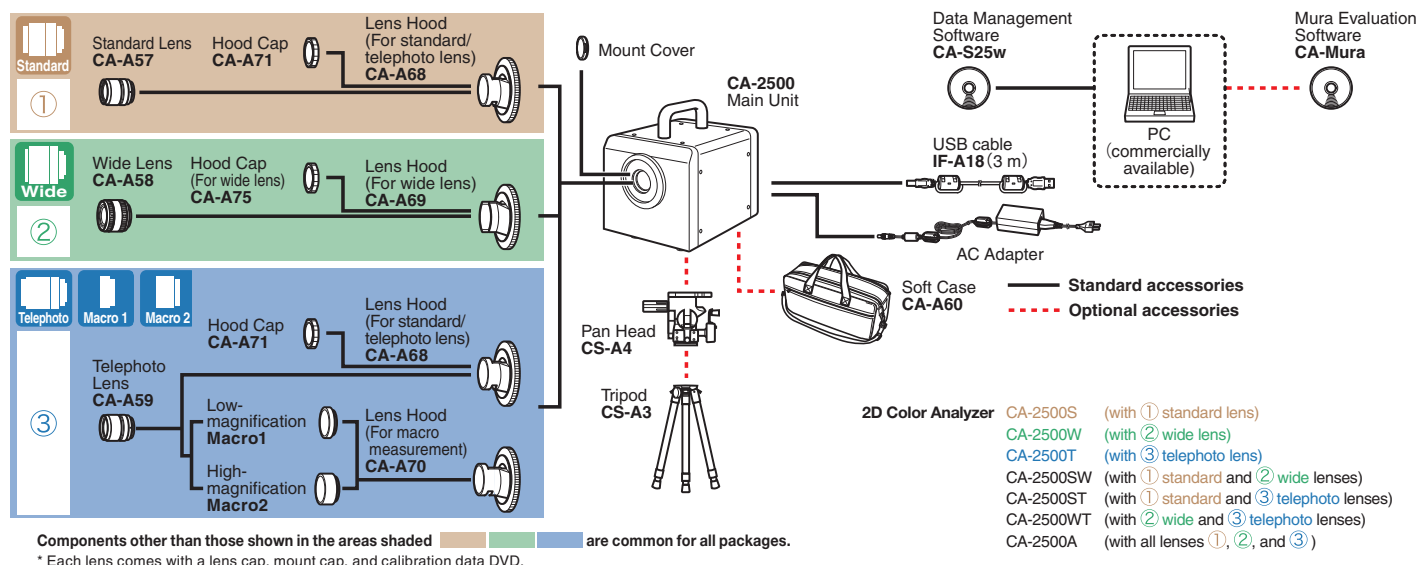 Standard
①
Standard Lens
CA-A57
Hood Cap
CA-A71
Lens Hood
(For standard/
telephoto lens)
CA-A68
Wide
②
Wide Lens
CA-A58
Hood Cap
(For wide lens)
CA-A75
Lens Hood
(For wide lens)
CA-A69
Telephoto
Macro 1
Macro 2
③
Hood Cap
CA-A71
Lens Hood
(For standard/
telephoto lens)
CA-A68
Telephoto
Lens
CA-A59
Low-
magnification
Macro1
High-
magnification
Macro2
Lens Hood
(For macro
measurement)
CA-A70
Mount Cover
CA-2500
Main Unit
Pan Head
CS-A4
Tripod
CS-A3
Data Management
Software
CA-S25w
PC
(commercially
available)
Mura Evaluation
Software
CA-Mura
USB cable
IF-A18 (3 m)
AC Adapter
Soft Case
CA-A60
Standard accessories
Optional accessories
2D Color Analyzer CA-2500S (with ① standard lens)
CA-2500W (with ② wide lens)
CA-2500T (with ③ telephoto lens)
CA-2500SW (with ① standard and ② wide lenses)
CA-2500ST (with ① standard and ③ telephoto lenses)
CA-2500WT (with ② wide and ③ telephoto lenses)
CA-2500A (with all lenses ①, ②, and ③)
Components other than those shown in the areas shaded are common for all packages.
* Each lens comes with a lens cap, mount cap, and calibration data DVD.